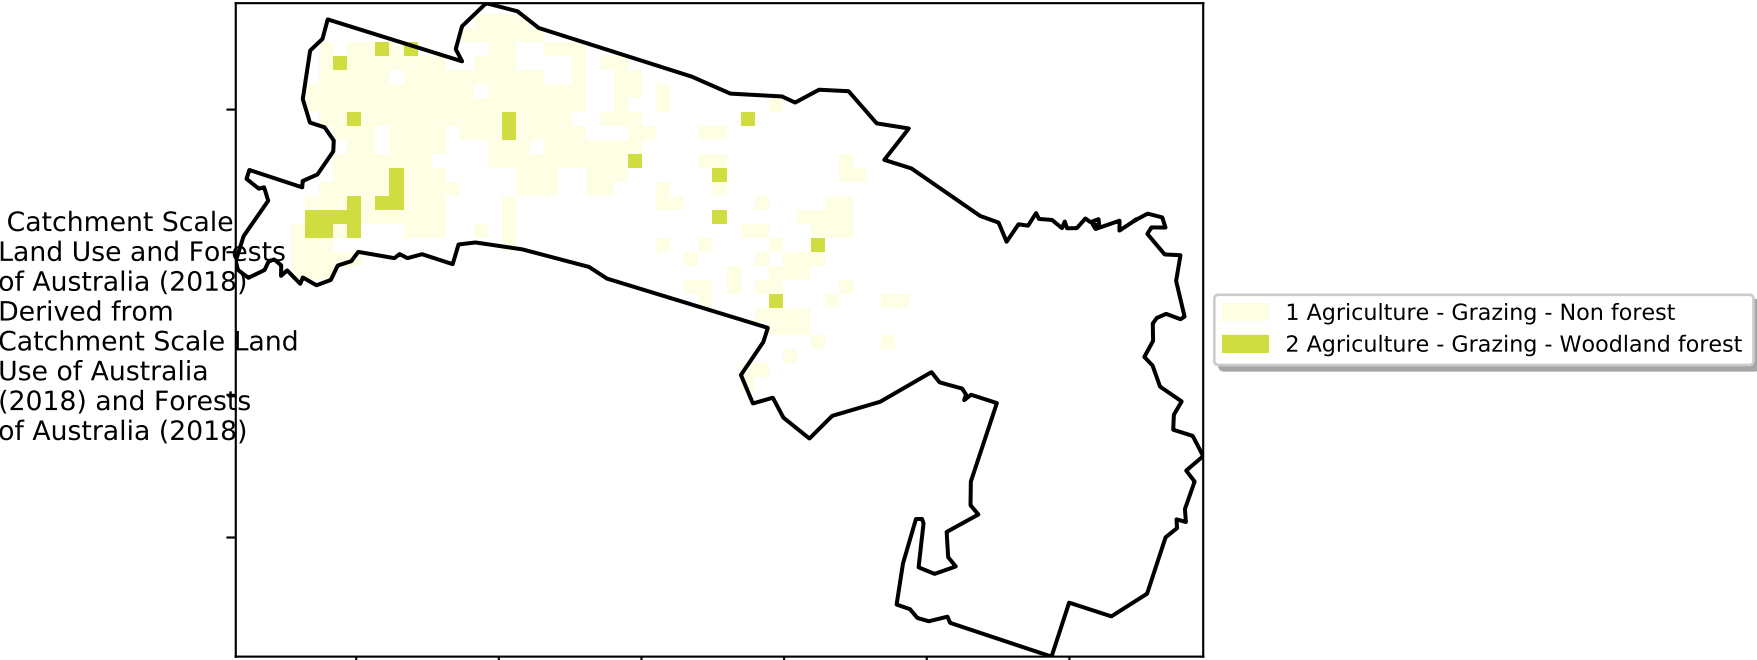 Catchment Scale
Land Use and Forests
of Australia (2018)
Derived from
Catchment Scale Land
Use of Australia
(2018) and Forests
of Australia (2018)
1 Agriculture - Grazing - Non forest
2 Agriculture - Grazing - Woodland forest